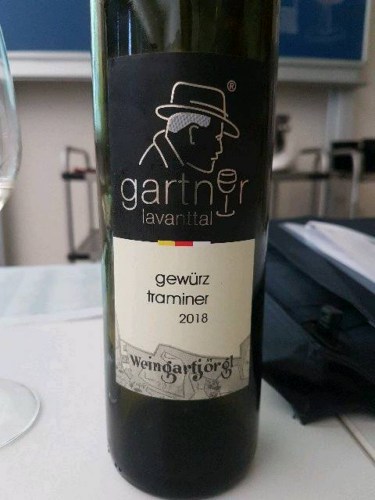 ®
gartner
lavanttal
gewürz
traminer
2018
Weingartjörgl